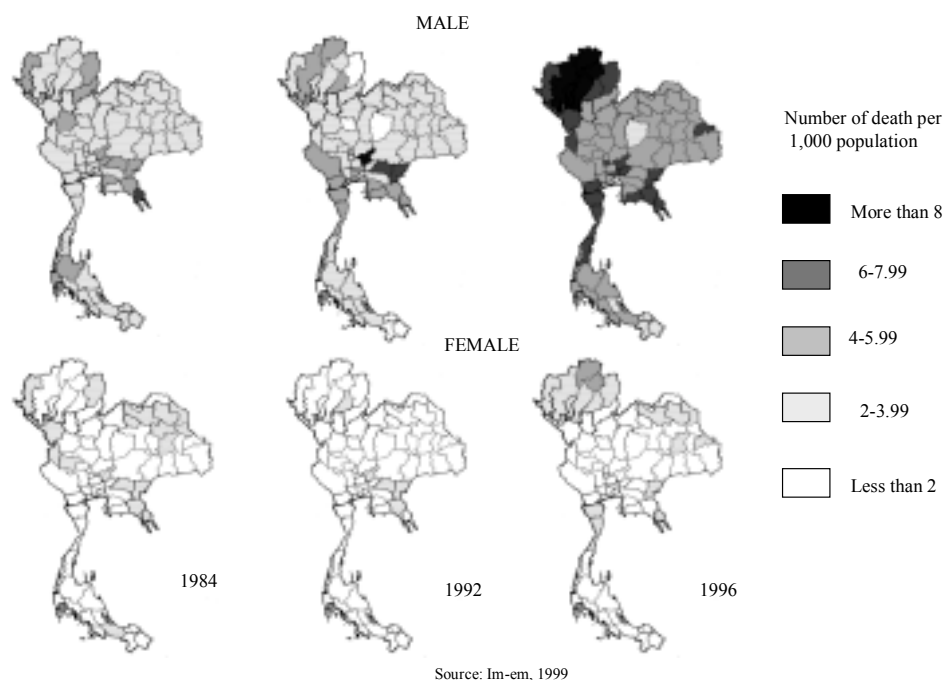 MALE
Number of death per
1,000 population
More than 8
6-7.99
4-5.99
2-3.99
Less than 2
FEMALE
1984
1992
1996
Source: Im-em, 1999